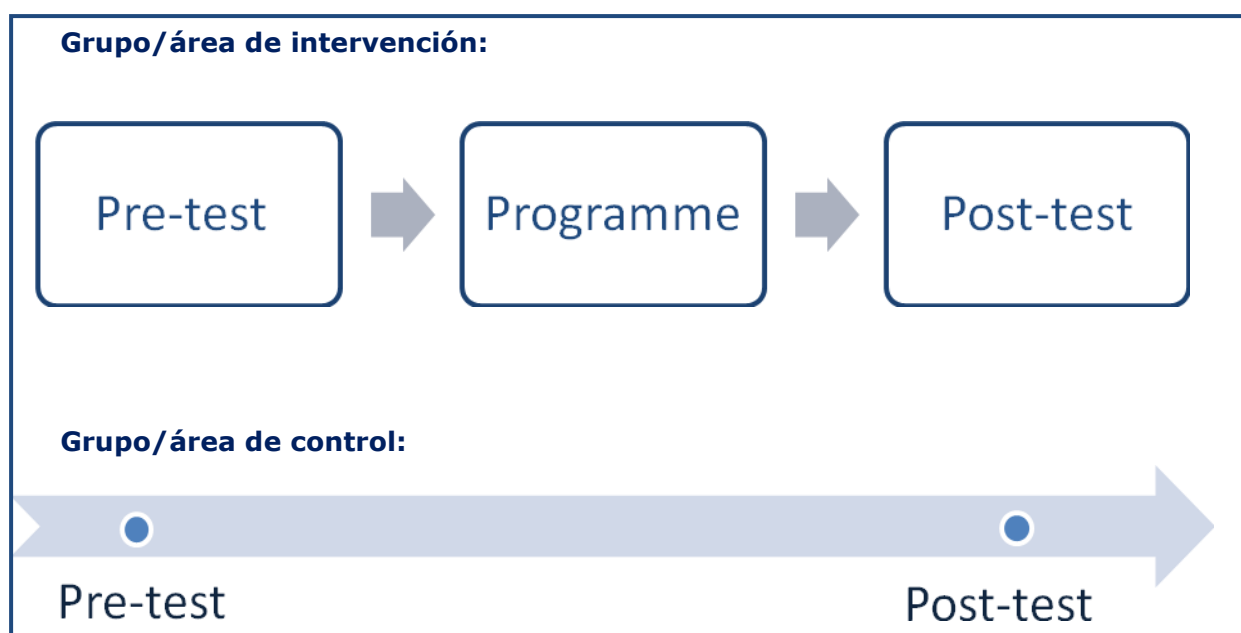 Grupo/área de intervención:
Pre-test
Programme
Post-test
Grupo/área de control:
Pre-test
Post-test